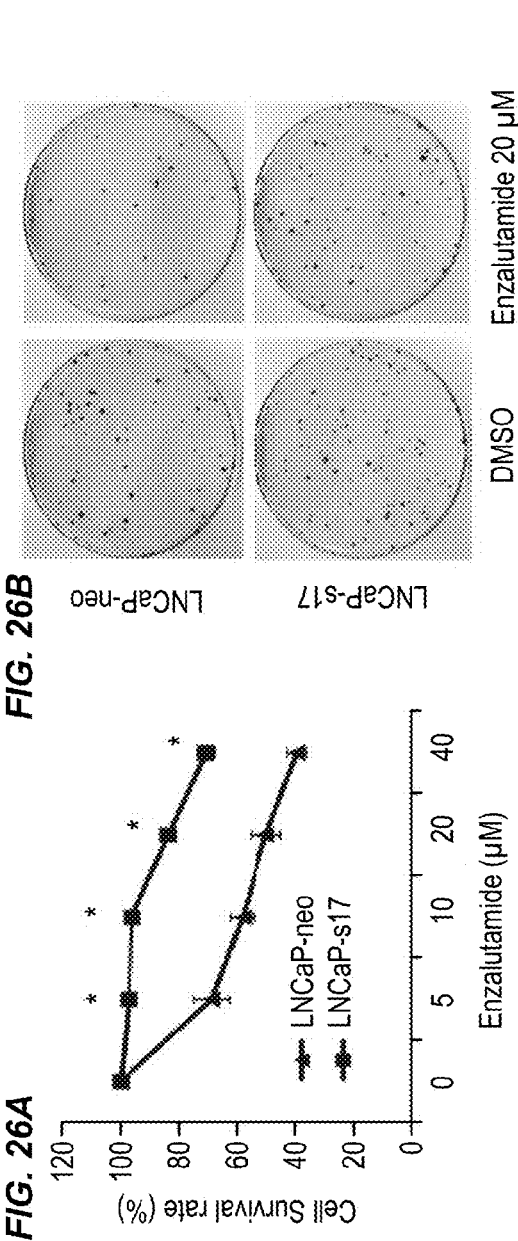 FIG. 26A
Cell Survival rate (%)
120
100
80
60
40
20
0
*
*
*
*
LNCaP-neo
LNCaP-s17
0 5 10 20 40
Enzalutamide (µM)
FIG. 26B
LNCaP-neo
LNCaP-s17
DMSO
Enzalutamide 20 µM